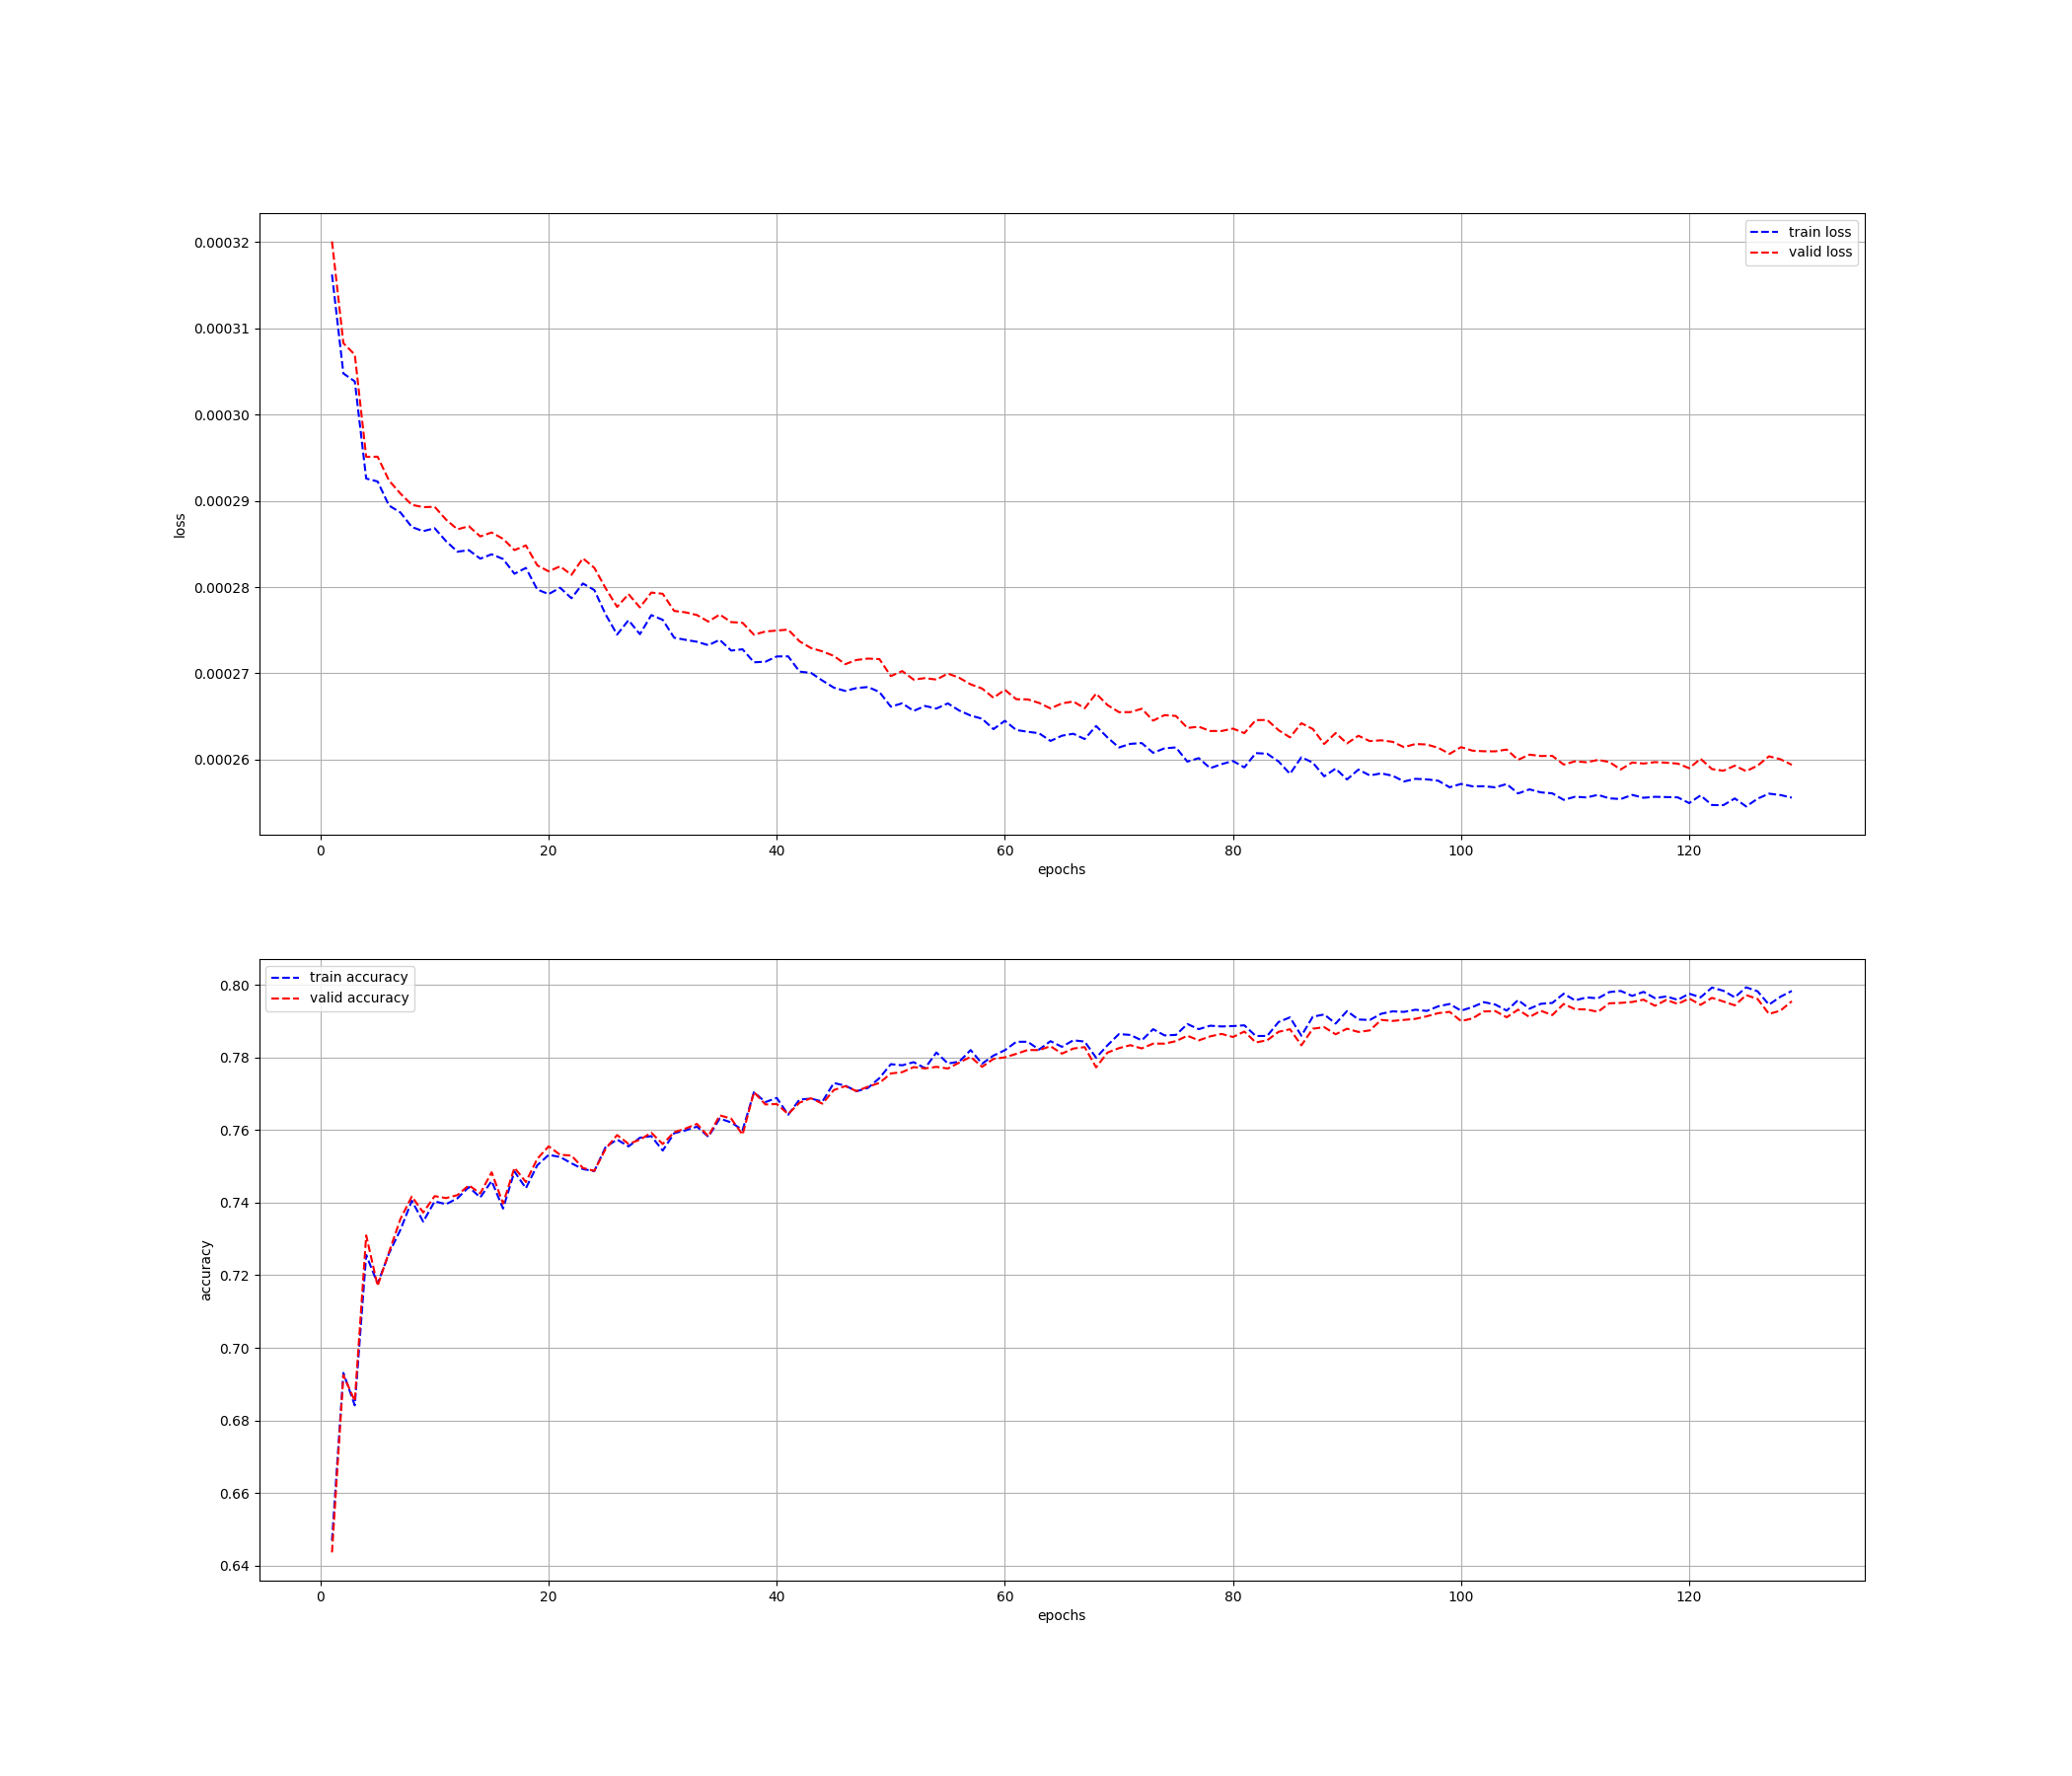 train loss
valid loss
0.00032
0.00031
0.00030
0.00029
0.00028
0.00027
0.00026
loss
0 20 40 60 80 100 120
epochs
train accuracy
valid accuracy
0.80
0.78
0.76
0.74
0.72
0.70
0.68
0.66
0.64
accuracy
0 20 40 60 80 100 120
epochs